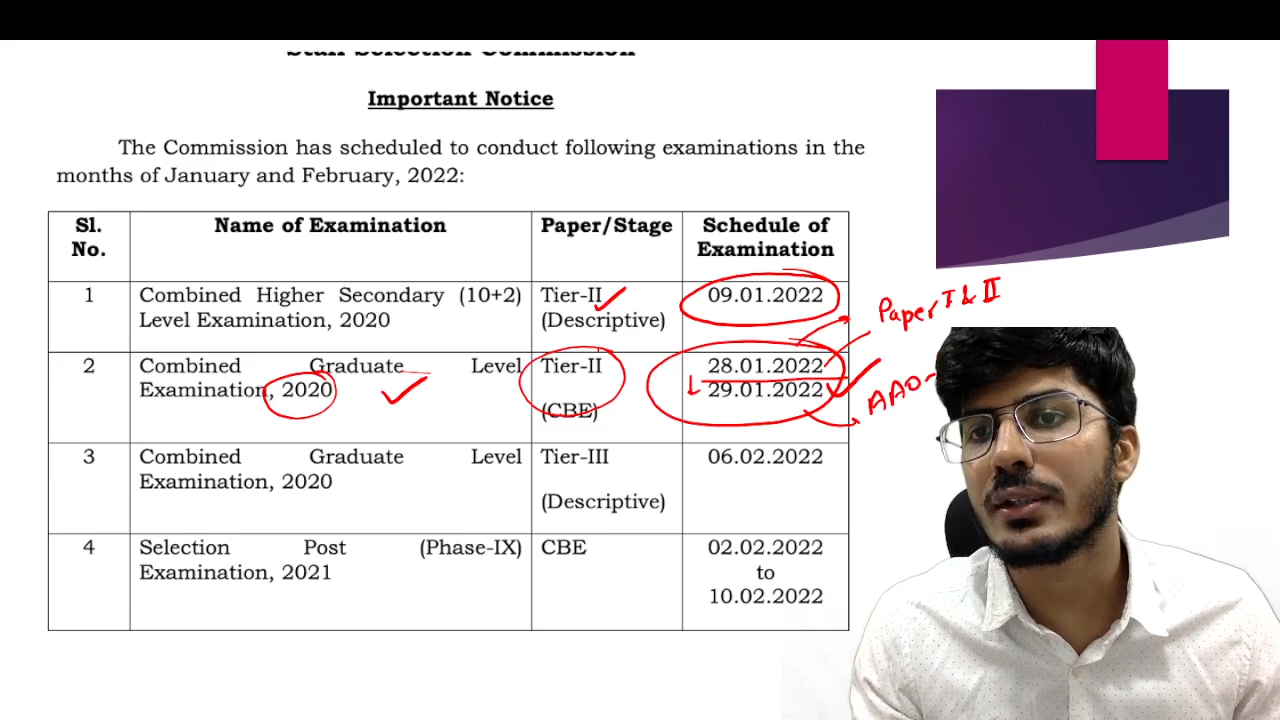 Staff Selection Commission
Important Notice
The Commission has scheduled to conduct following examinations in the
months of January and February, 2022:
Sl. No.
Name of Examination
Paper/Stage
Schedule of Examination
1
Combined Higher Secondary (10+2)
Level Examination, 2020
Tier-II
(Descriptive)
09.01.2022
2
Combined Graduate Level
Examination, 2020
Tier-II
(CBE)
28.01.2022
29.01.2022
Paper I & II
AAO-
3
Combined Graduate Level
Examination, 2020
Tier-III
(Descriptive)
06.02.2022
4
Selection Post (Phase-IX)
Examination, 2021
CBE
02.02.2022
to
10.02.2022